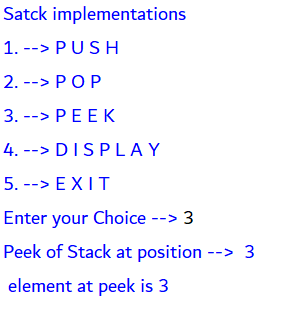 Satck implementations
1. --> P U S H
2. --> P O P
3. --> P E E K
4. --> D I S P L A Y
5. --> E X I T
Enter your Choice --> 3
Peek of Stack at position -->  3
element at peek is 3